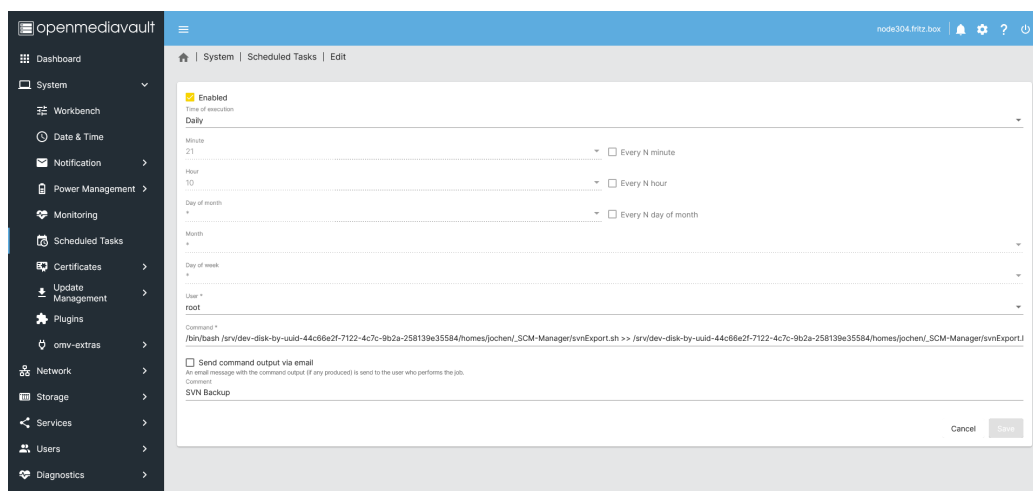 openmediavault
node304.fritz.box
Dashboard
System
Workbench
Date & Time
Notification
Power Management
Monitoring
Scheduled Tasks
Certificates
Update
Management
Plugins
omv-extras
Network
Storage
Services
Users
Diagnostics
| System | Scheduled Tasks | Edit
Enabled
Time of execution
Daily
Minute
21
Every N minute
Hour
10
Every N hour
Day of month
*
Every N day of month
Month
*
Day of week
*
User *
root
Command *
/bin/bash /srv/dev-disk-by-uuid-44c66e2f-7122-4c7c-9b2a-258139e35584/homes/jochen/_SCM-Manager/svnExport.sh >> /srv/dev-disk-by-uuid-44c66e2f-7122-4c7c-9b2a-258139e35584/homes/jochen/_SCM-Manager/svnExport.l
Send command output via email
An email message with the command output (if any produced) is send to the user who performs the job.
Comment
SVN Backup
Cancel
Save